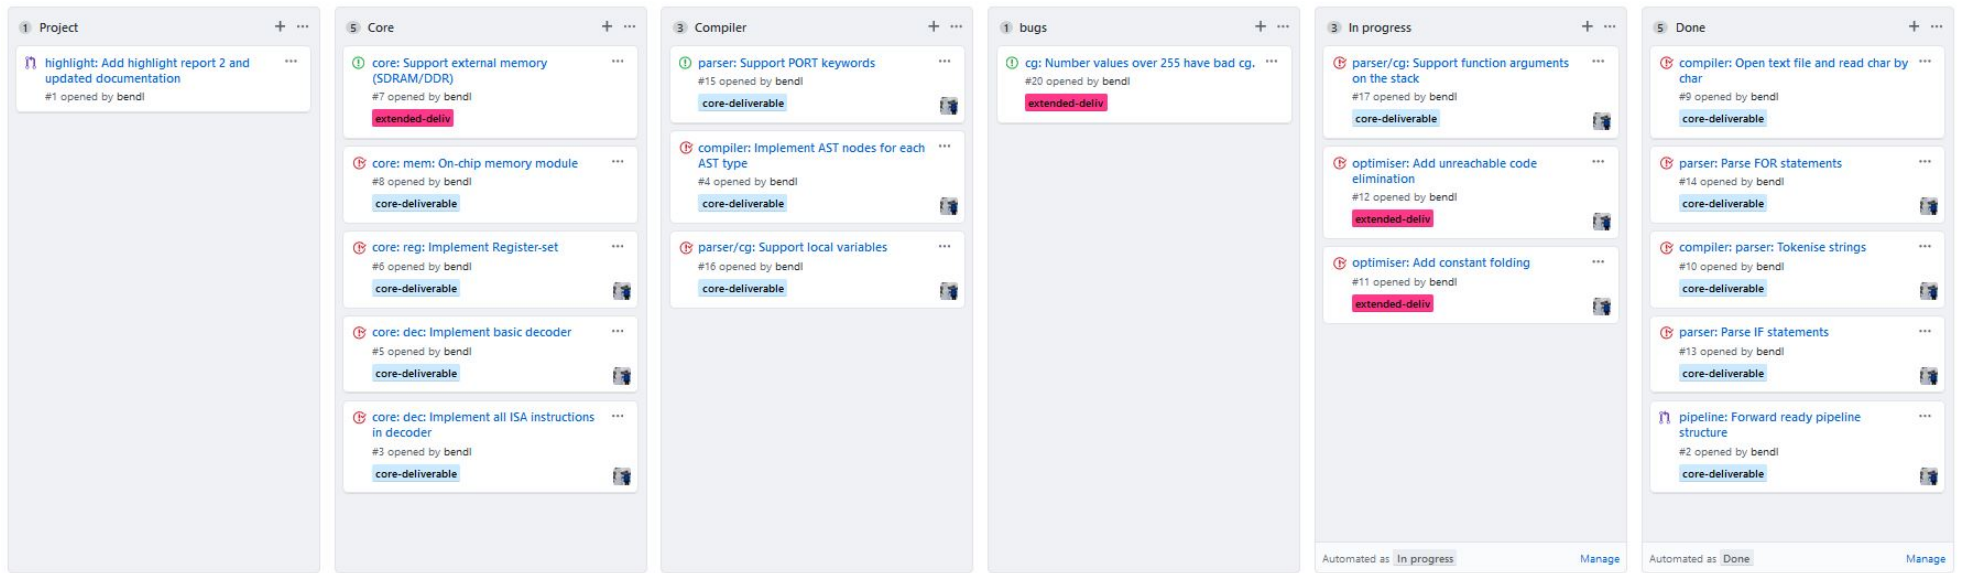 1 Project + ...
highlight: Add highlight report 2 and ...
updated documentation
#1 opened by bendl
5 Core + ...
core: Support external memory ...
(SDRAM/DDR)
#7 opened by bendl
extended-deliv
core: mem: On-chip memory module ...
#8 opened by bendl
core-deliverable
core: reg: Implement Register-set ...
#6 opened by bendl
core-deliverable
core: dec: Implement basic decoder ...
#5 opened by bendl
core-deliverable
core: dec: Implement all ISA instructions ...
in decoder
#3 opened by bendl
core-deliverable
3 Compiler + ...
parser: Support PORT keywords ...
#15 opened by bendl
core-deliverable
compiler: Implement AST nodes for each ...
AST type
#4 opened by bendl
core-deliverable
parser/cg: Support local variables ...
#16 opened by bendl
core-deliverable
1 bugs + ...
cg: Number values over 255 have bad cg. ...
#20 opened by bendl
extended-deliv
3 In progress + ...
parser/cg: Support function arguments ...
on the stack
#17 opened by bendl
core-deliverable
optimiser: Add unreachable code ...
elimination
#12 opened by bendl
extended-deliv
optimiser: Add constant folding ...
#11 opened by bendl
extended-deliv
Automated as In progress Manage
5 Done + ...
compiler: Open text file and read char by ...
char
#9 opened by bendl
core-deliverable
parser: Parse FOR statements ...
#14 opened by bendl
core-deliverable
compiler: parser: Tokenise strings ...
#10 opened by bendl
core-deliverable
parser: Parse IF statements ...
#13 opened by bendl
core-deliverable
pipeline: Forward ready pipeline ...
structure
#2 opened by bendl
core-deliverable
Automated as Done Manage